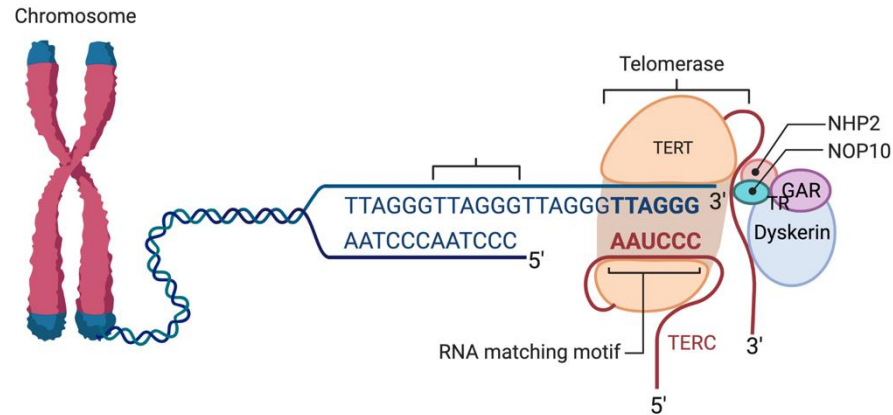 Chromosome
Telomerase
NHP2
NOP10
TERT
GAR
TR
Dyskerin
TTAGGGTTAGGGTTAGGGTTAGGG 3'
AATCCCAATCCC 5'
AAUCCC
RNA matching motif
TERC
3'
5'